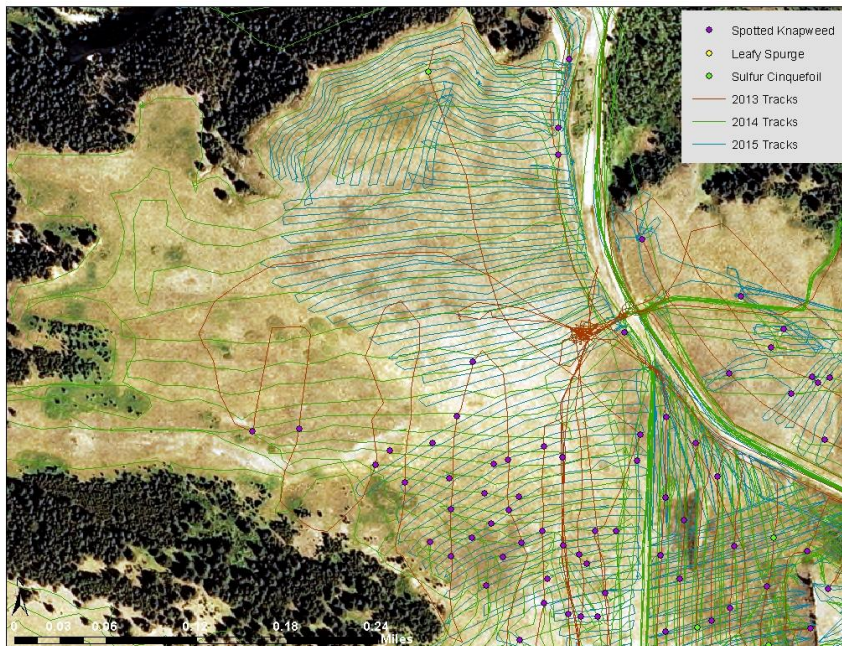 Spotted Knapweed
Leafy Spurge
Sulfur Cinquefoil
2013 Tracks
2014 Tracks
2015 Tracks
0 0.03 0.06 0.12 0.18 0.24
Miles